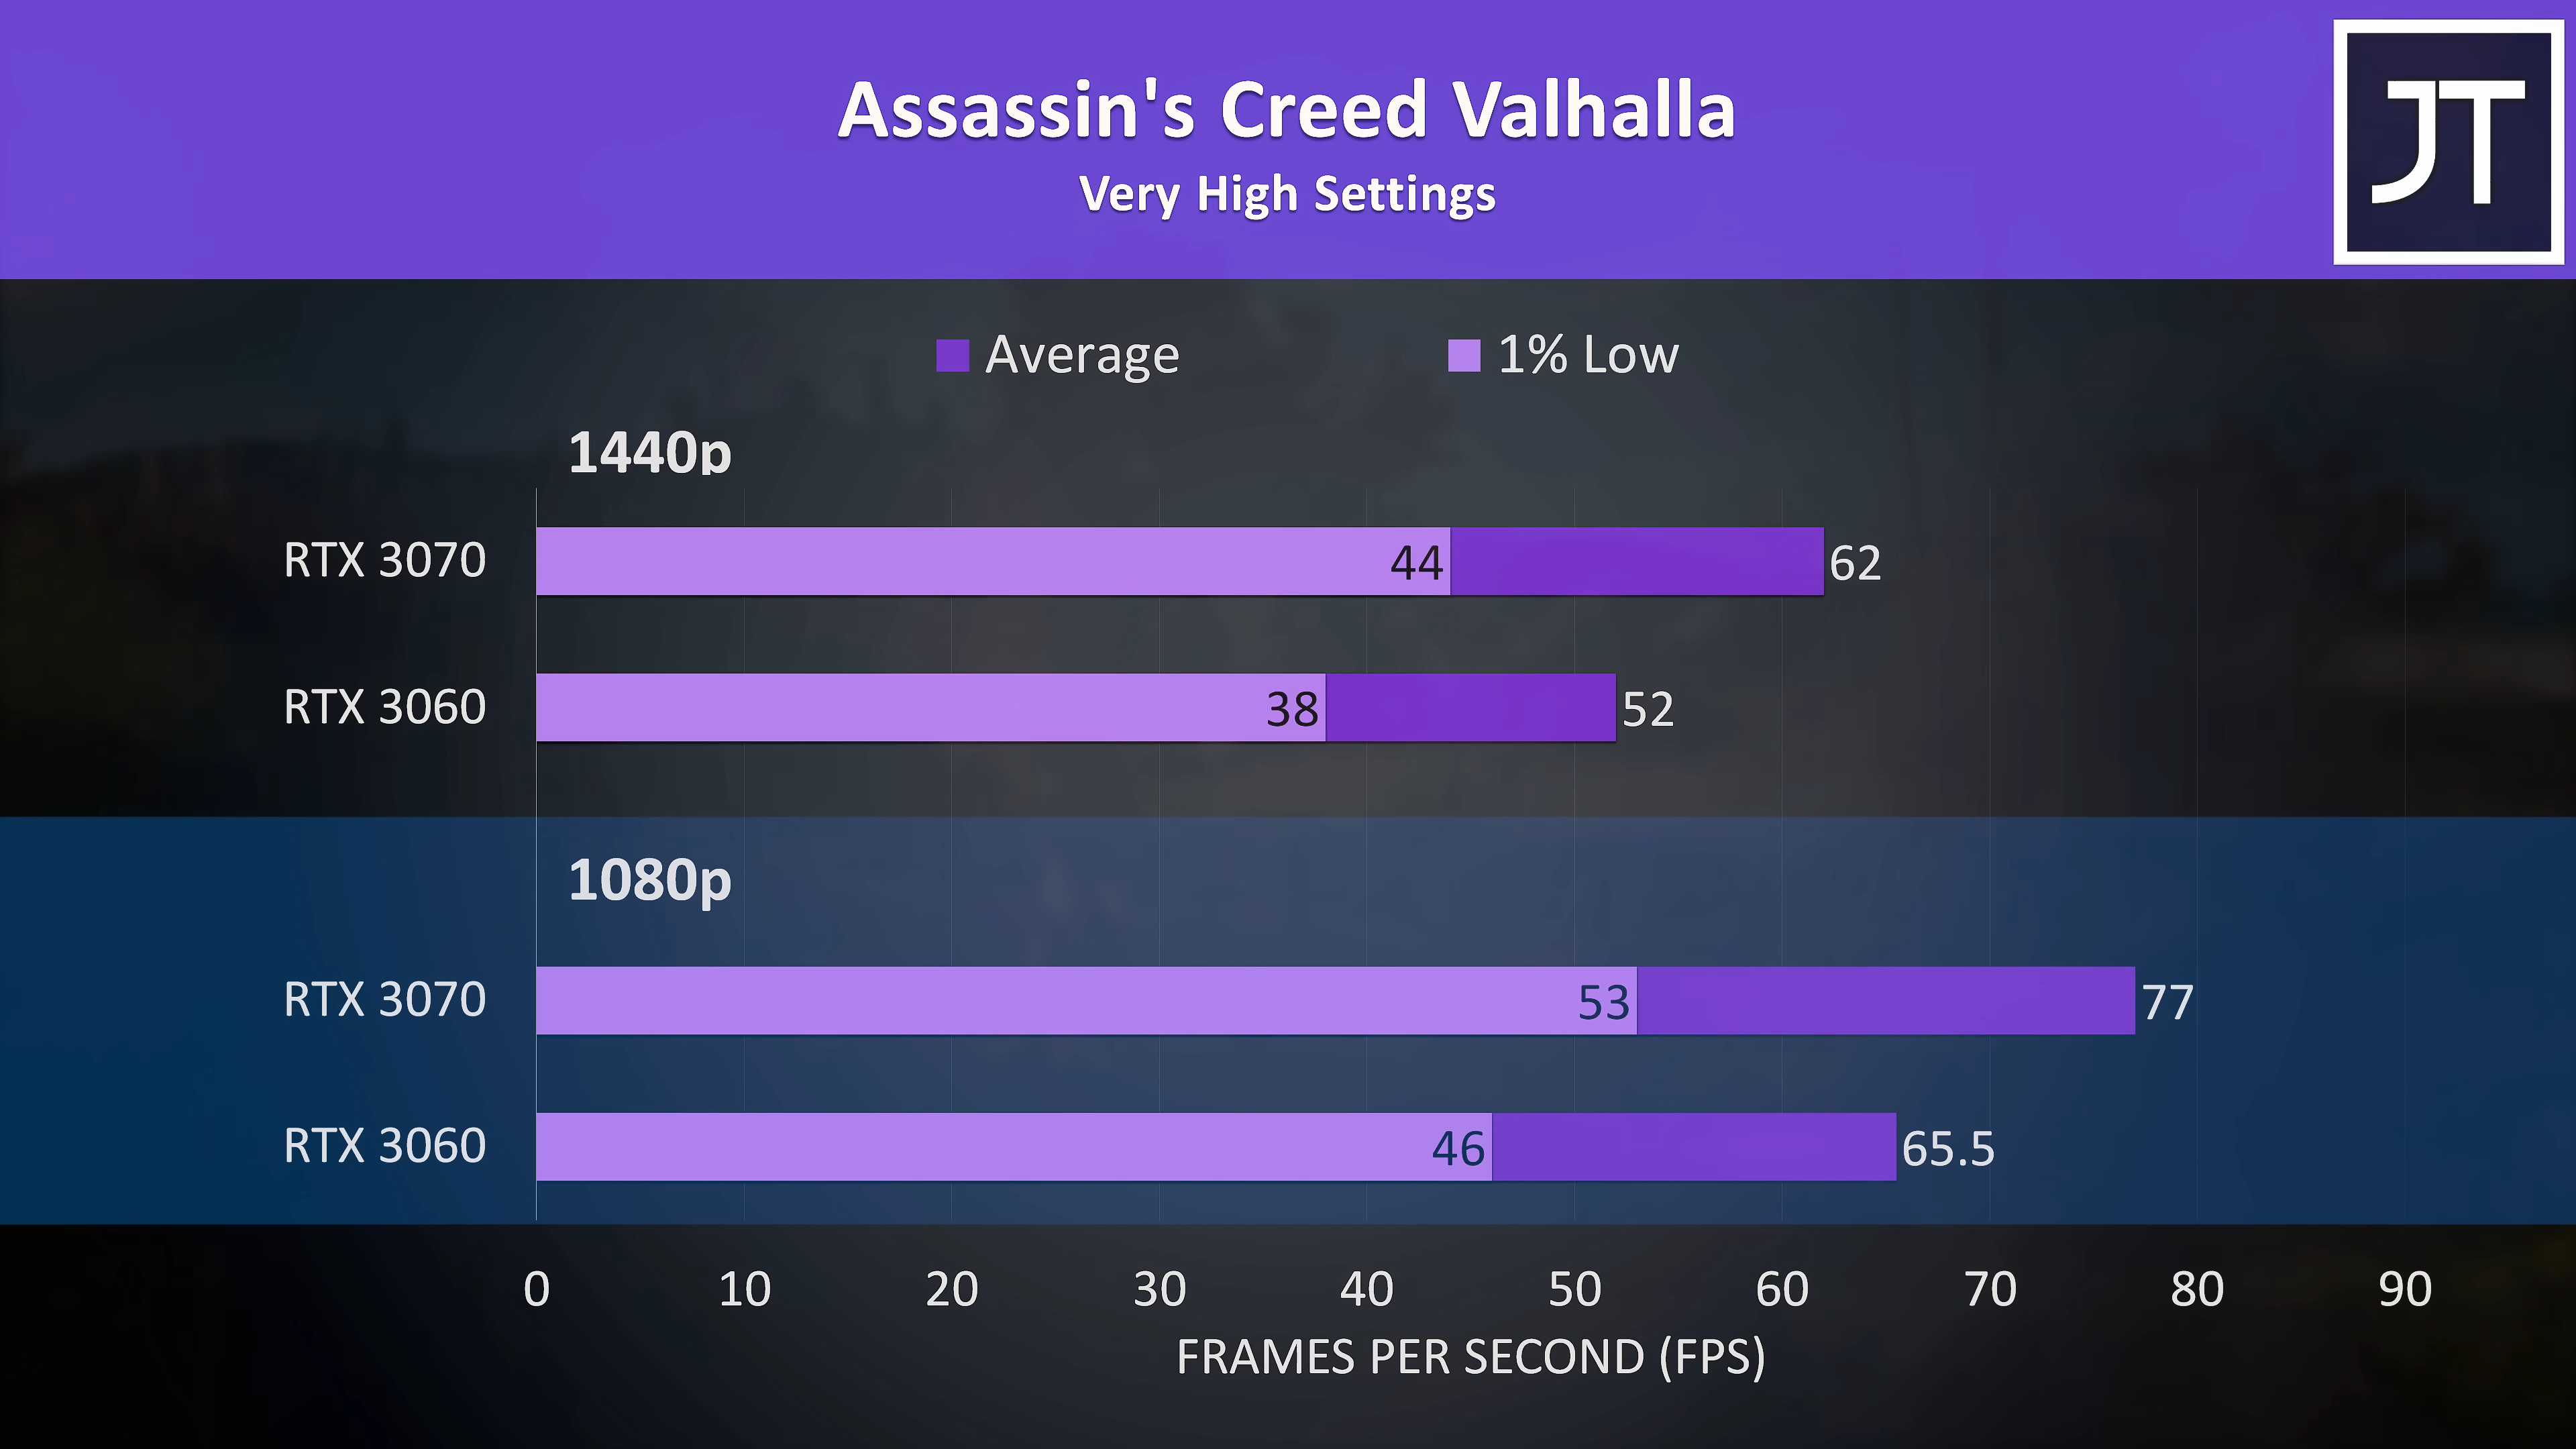 Assassin's Creed Valhalla
Very High Settings
JT
Average 1% Low
1440p
RTX 3070 44 62
RTX 3060 38 52
1080p
RTX 3070 53 77
RTX 3060 46 65.5
0 10 20 30 40 50 60 70 80 90
FRAMES PER SECOND (FPS)